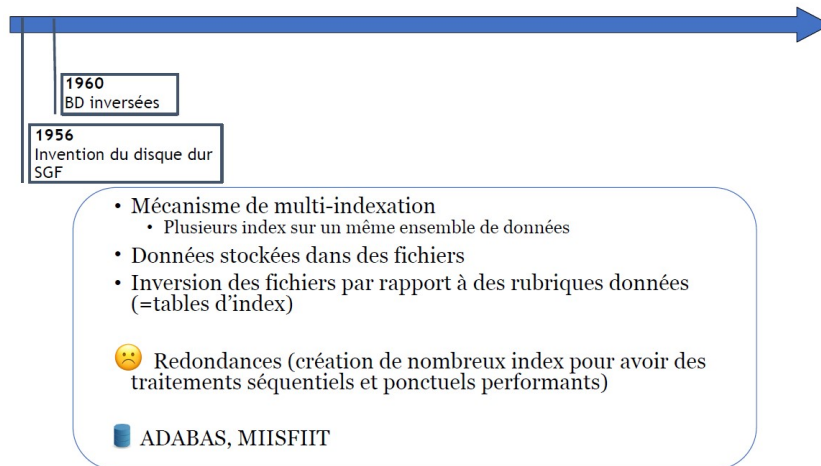 1960
BD inversées
1956
Invention du disque dur
SGF
• Mécanisme de multi-indexation
• Plusieurs index sur un même ensemble de données
• Données stockées dans des fichiers
• Inversion des fichiers par rapport à des rubriques données
(=tables d’index)
Redondances (création de nombreux index pour avoir des
traitements séquentiels et ponctuels performants)
ADABAS, MIISFIIT